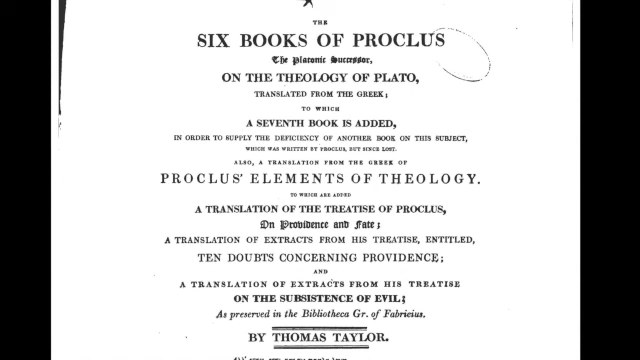 THE
SIX BOOKS OF PROCLUS
The Platonic Successor,
ON THE THEOLOGY OF PLATO,
TRANSLATED FROM THE GREEK;
TO WHICH
A SEVENTH BOOK IS ADDED,
IN ORDER TO SUPPLY THE DEFICIENCY OF ANOTHER BOOK ON THIS SUBJECT,
WHICH WAS WRITTEN BY PROCLUS, BUT SINCE LOST.
ALSO, A TRANSLATION FROM THE GREEK OF
PROCLUS' ELEMENTS OF THEOLOGY.
TO WHICH ARE ADDED
A TRANSLATION OF THE TREATISE OF PROCLUS,
On Providence and Fate;
A TRANSLATION OF EXTRACTS FROM HIS TREATISE, ENTITLED,
TEN DOUBTS CONCERNING PROVIDENCE;
AND
A TRANSLATION OF EXTRACTS FROM HIS TREATISE
ON THE SUBSISTENCE OF EVIL;
As preserved in the Bibliotheca Gr. of Fabricius.
BY THOMAS TAYLOR.